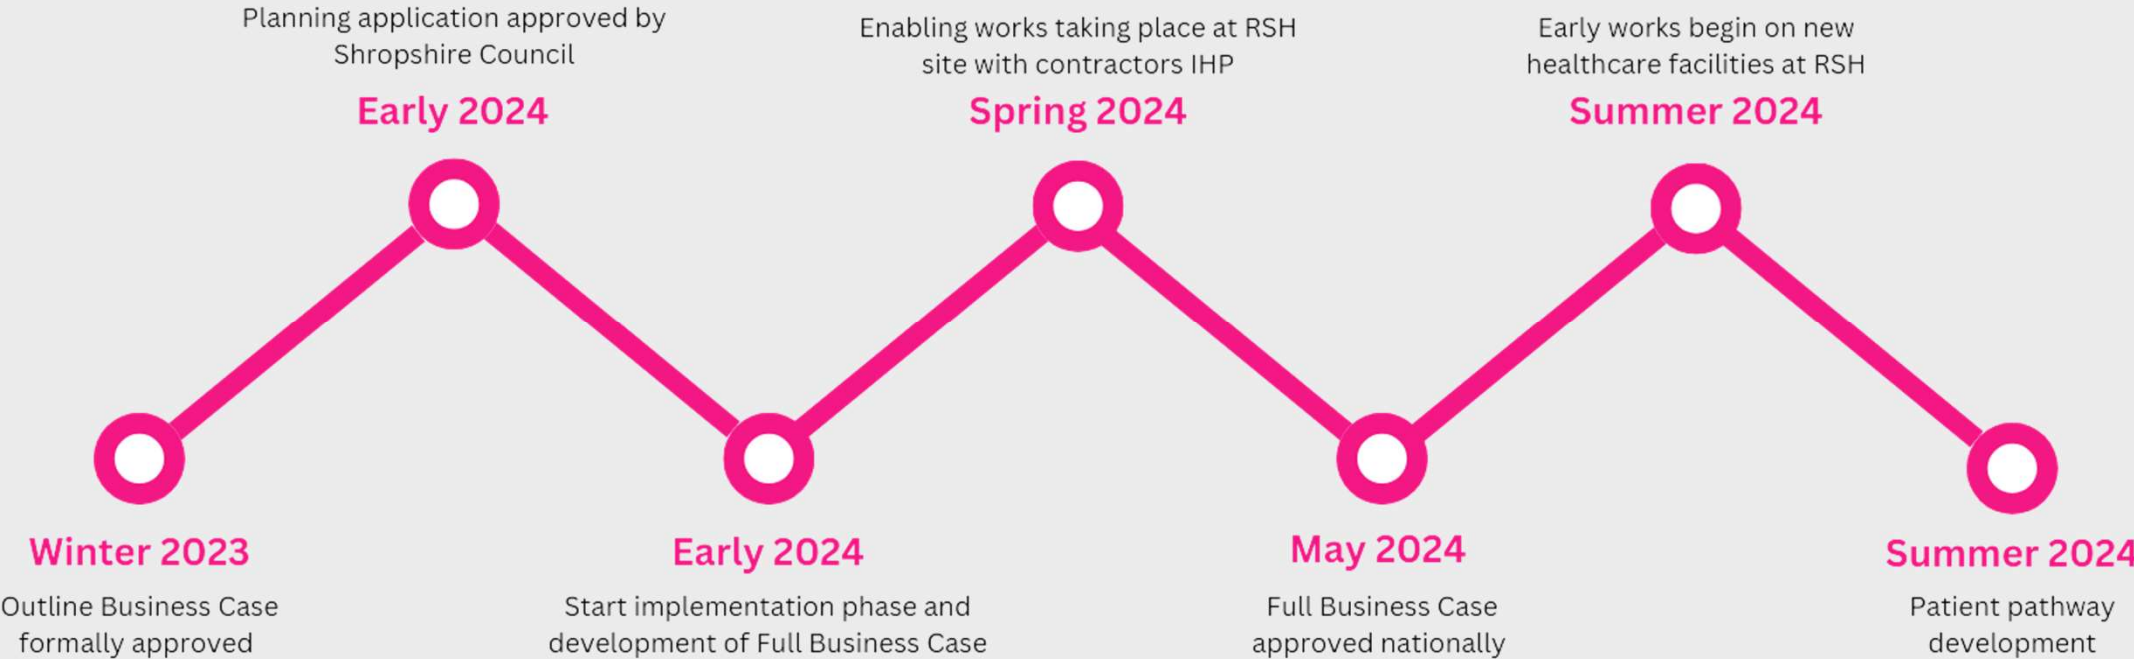 Planning application approved by
Shropshire Council
Early 2024
Enabling works taking place at RSH
site with contractors IHP
Spring 2024
Early works begin on new
healthcare facilities at RSH
Summer 2024
Winter 2023
Outline Business Case
formally approved
Early 2024
Start implementation phase and
development of Full Business Case
May 2024
Full Business Case
approved nationally
Summer 2024
Patient pathway
development